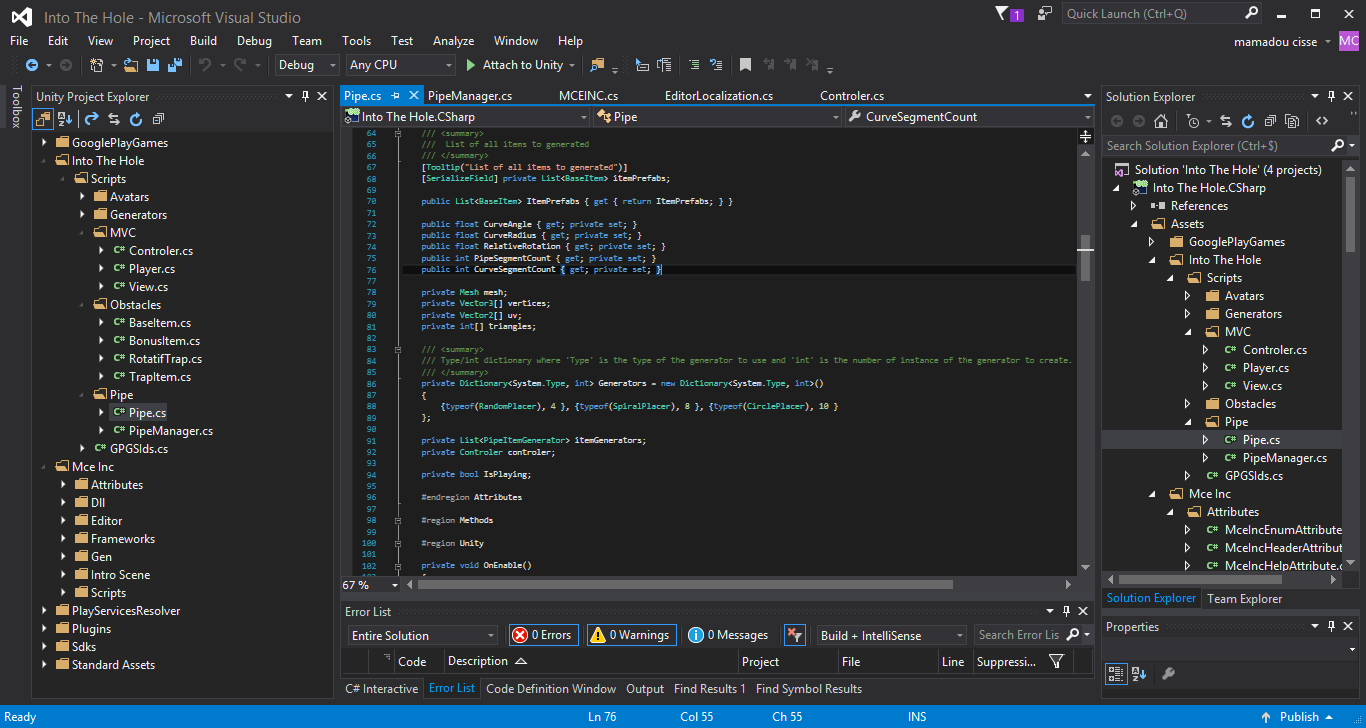 Into The Hole - Microsoft Visual Studio
1
Quick Launch (Ctrl+Q)
File Edit View Project Build Debug Team Tools Test Analyze Window Help
mamadou cisse
MC
Debug Any CPU Attach to Unity
Toolbox
Unity Project Explorer
GooglePlayGames
Into The Hole
Scripts
Avatars
Generators
MVC
C# Controler.cs
C# Player.cs
C# View.cs
Obstacles
C# BaseItem.cs
C# BonusItem.cs
C# RotatifTrap.cs
C# TrapItem.cs
Pipe
C# Pipe.cs
C# PipeManager.cs
C# GPGSIds.cs
Mce Inc
Attributes
Dll
Editor
Frameworks
Gen
Intro Scene
Scripts
PlayServicesResolver
Plugins
Sdks
Standard Assets
Pipe.cs PipeManager.cs MCEINC.cs EditorLocalization.cs Controler.cs
Into The Hole.CSharp Pipe CurveSegmentCount
64 /// <summary>
65 /// List of all items to generated
66 /// </summary>
67 [Tooltip("List of all items to generated")]
68 [SerializeField] private List<BaseItem> itemPrefabs;
69
70 public List<BaseItem> ItemPrefabs { get { return ItemPrefabs; } }
71
72 public float CurveAngle { get; private set; }
73 public float CurveRadius { get; private set; }
74 public float RelativeRotation { get; private set; }
75 public int PipeSegmentCount { get; private set; }
76 public int CurveSegmentCount { get; private set; }
77
78 private Mesh mesh;
79 private Vector3[] vertices;
80 private Vector2[] uv;
81 private int[] triangles;
82
83 /// <summary>
84 /// Type/int dictionary where 'Type' is the type of the generator to use and 'int' is the number of instance of the generator to create.
85 /// </summary>
86 private Dictionary<System.Type, int> Generators = new Dictionary<System.Type, int>()
87 {
88 {typeof(RandomPlacer), 4 }, {typeof(SpiralPlacer), 8 }, {typeof(CirclePlacer), 10 }
89 };
90
91 private List<PipeItemGenerator> itemGenerators;
92 private Controler controler;
93
94 private bool IsPlaying;
95
96 #endregion Attributes
97
98 #region Methods
99
100 #region Unity
101
102 private void OnEnable()
67 %
Error List
Entire Solution 0 Errors 0 Warnings 0 Messages Build + IntelliSense Search Error Lis
Code Description Project File Line Suppressi...
C# Interactive Error List Code Definition Window Output Find Results 1 Find Symbol Results
Solution Explorer
Search Solution Explorer (Ctrl+$)
Solution 'Into The Hole' (4 projects)
Into The Hole.CSharp
References
Assets
GooglePlayGames
Into The Hole
Scripts
Avatars
Generators
MVC
C# Controler.cs
C# Player.cs
C# View.cs
Obstacles
Pipe
C# Pipe.cs
C# PipeManager.cs
C# GPGSIds.cs
Mce Inc
Attributes
C# MceIncEnumAttribute
C# MceIncHeaderAttribut
C# MceIncHelpAttribute.c
Solution Explorer Team Explorer
Properties
Ready Ln 76 Col 55 Ch 55 INS Publish